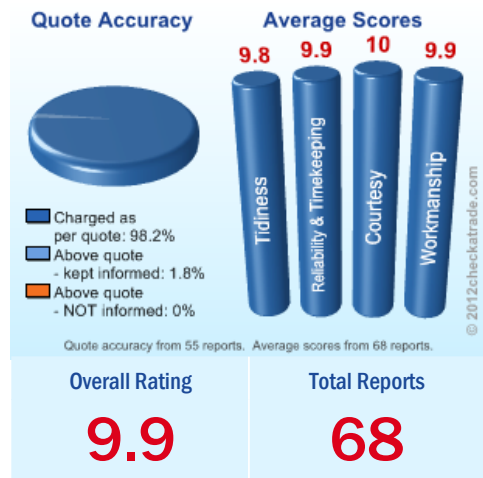 Quote Accuracy
Average Scores
9.8
9.9
10
9.9
Tidiness
Reliability & Timekeeping
Courtesy
Workmanship
Charged as
per quote: 98.2%
Above quote
- kept informed: 1.8%
Above quote
- NOT informed: 0%
© 2012checkatrade.com
Quote accuracy from 55 reports. Average scores from 68 reports.
Overall Rating
9.9
Total Reports
68